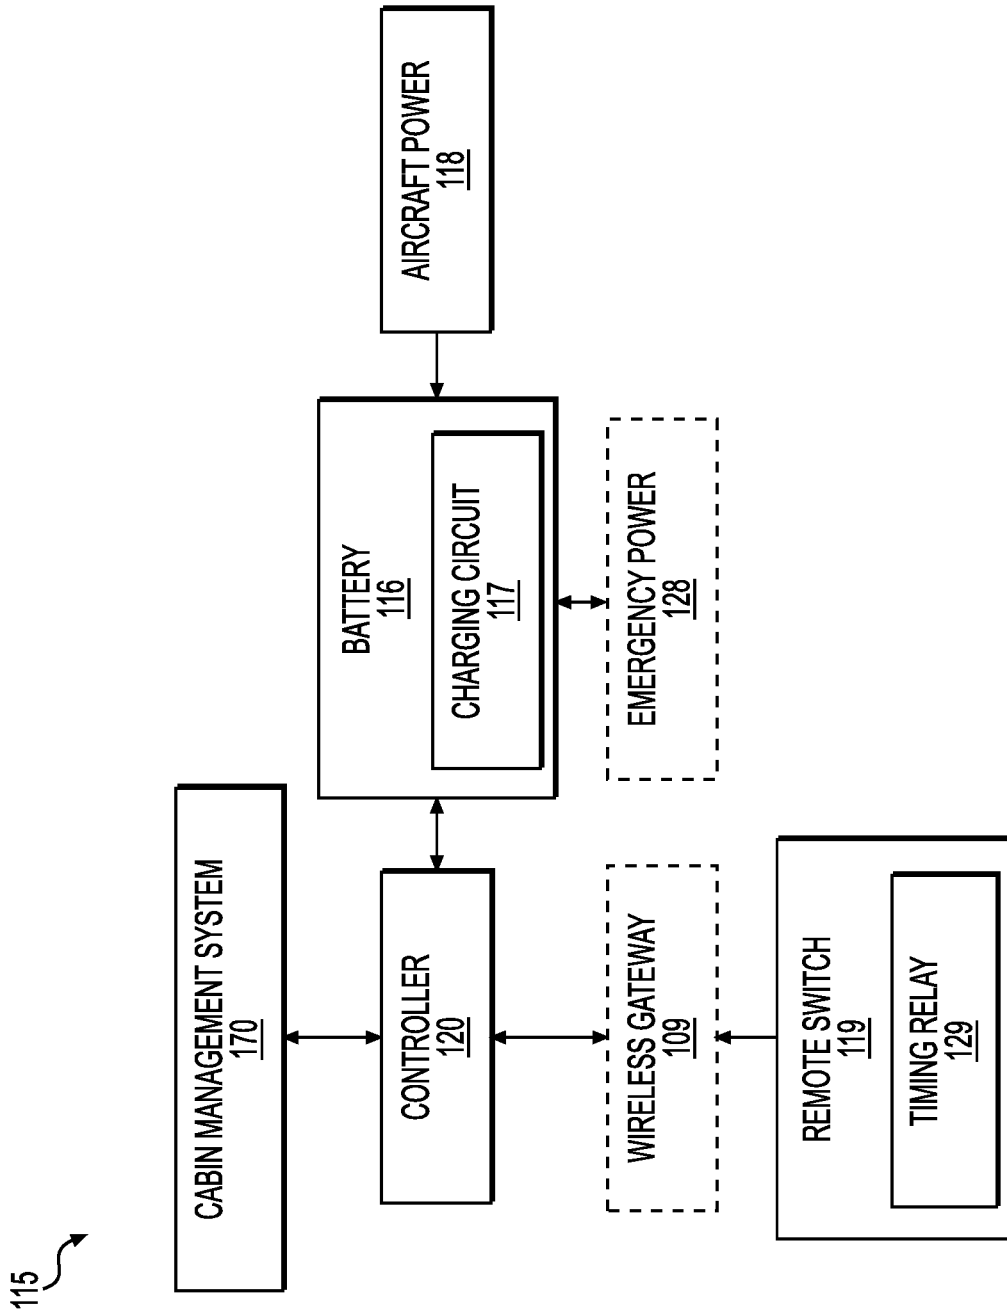 115
CABIN MANAGEMENT SYSTEM
170
CONTROLLER
120
WIRELESS GATEWAY
109
REMOTE SWITCH
119
TIMING RELAY
129
BATTERY
116
CHARGING CIRCUIT
117
EMERGENCY POWER
128
AIRCRAFT POWER
118